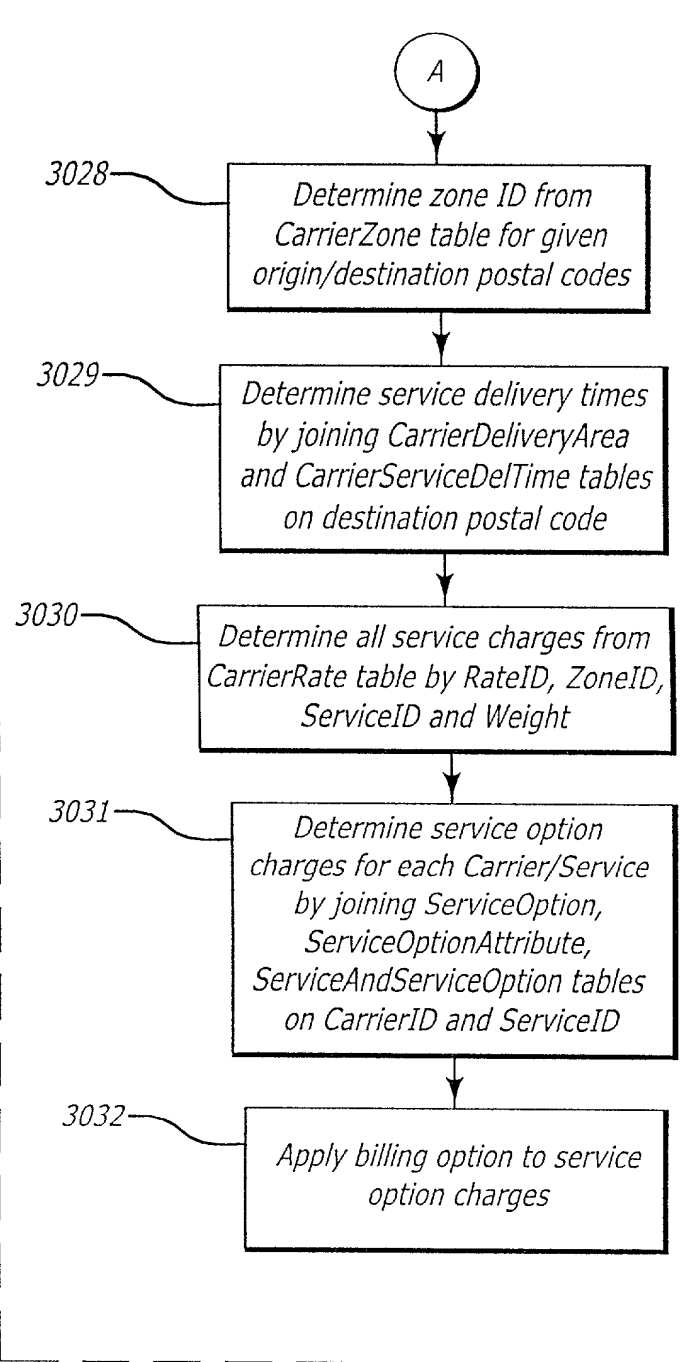 A
3028
Determine zone ID from
CarrierZone table for given
origin/destination postal codes
3029
Determine service delivery times
by joining CarrierDeliveryArea
and CarrierServiceDelTime tables
on destination postal code
3030
Determine all service charges from
CarrierRate table by RateID, ZoneID,
ServiceID and Weight
3031
Determine service option
charges for each Carrier/Service
by joining ServiceOption,
ServiceOptionAttribute,
ServiceAndServiceOption tables
on CarrierID and ServiceID
3032
Apply billing option to service
option charges